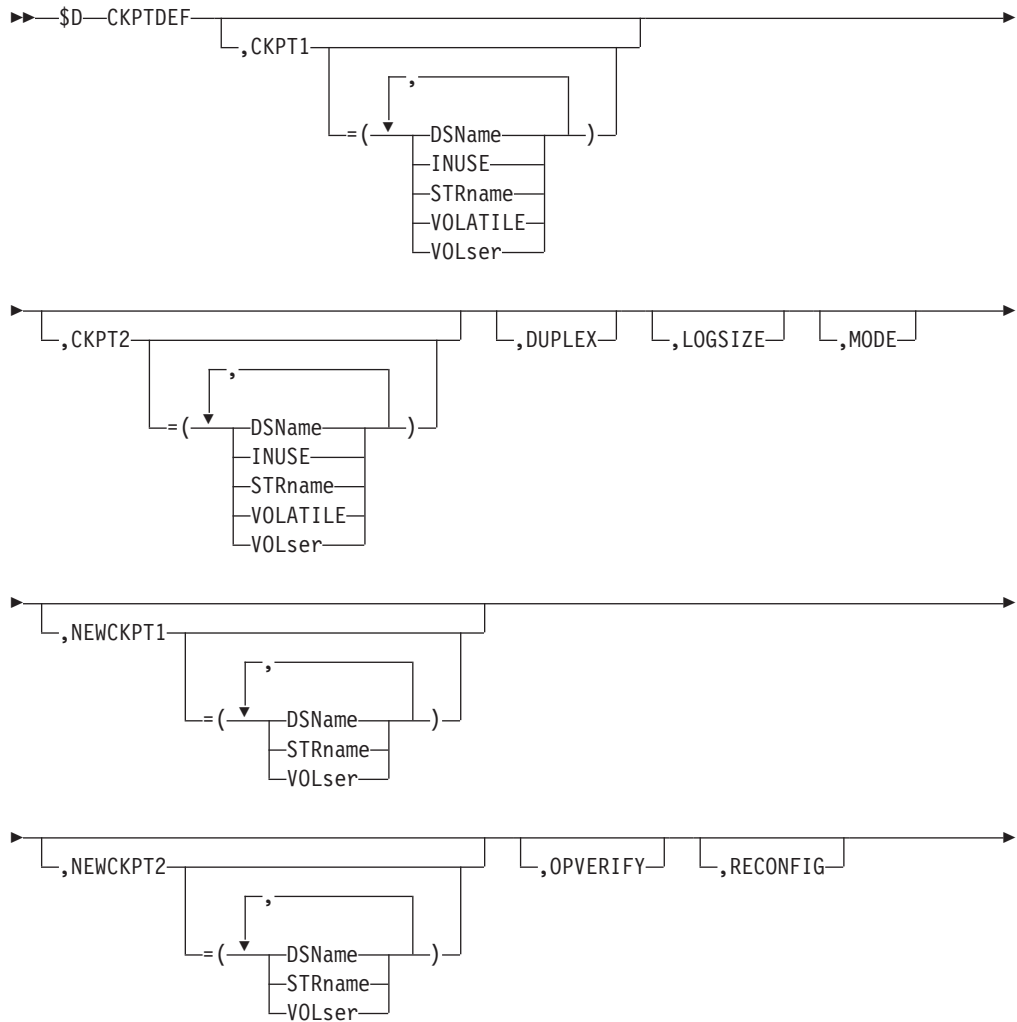 $D CKPTDEF
,CKPT1
,
=( DSName )
INUSE
STRname
VOLATILE
VOLser
,CKPT2 ,DUPLEX ,LOGSIZE ,MODE
,
=( DSName )
INUSE
STRname
VOLATILE
VOLser
,NEWCKPT1
,
=( DSName )
STRname
VOLser
,NEWCKPT2 ,OPVERIFY ,RECONFIG
,
=( DSName )
STRname
VOLser